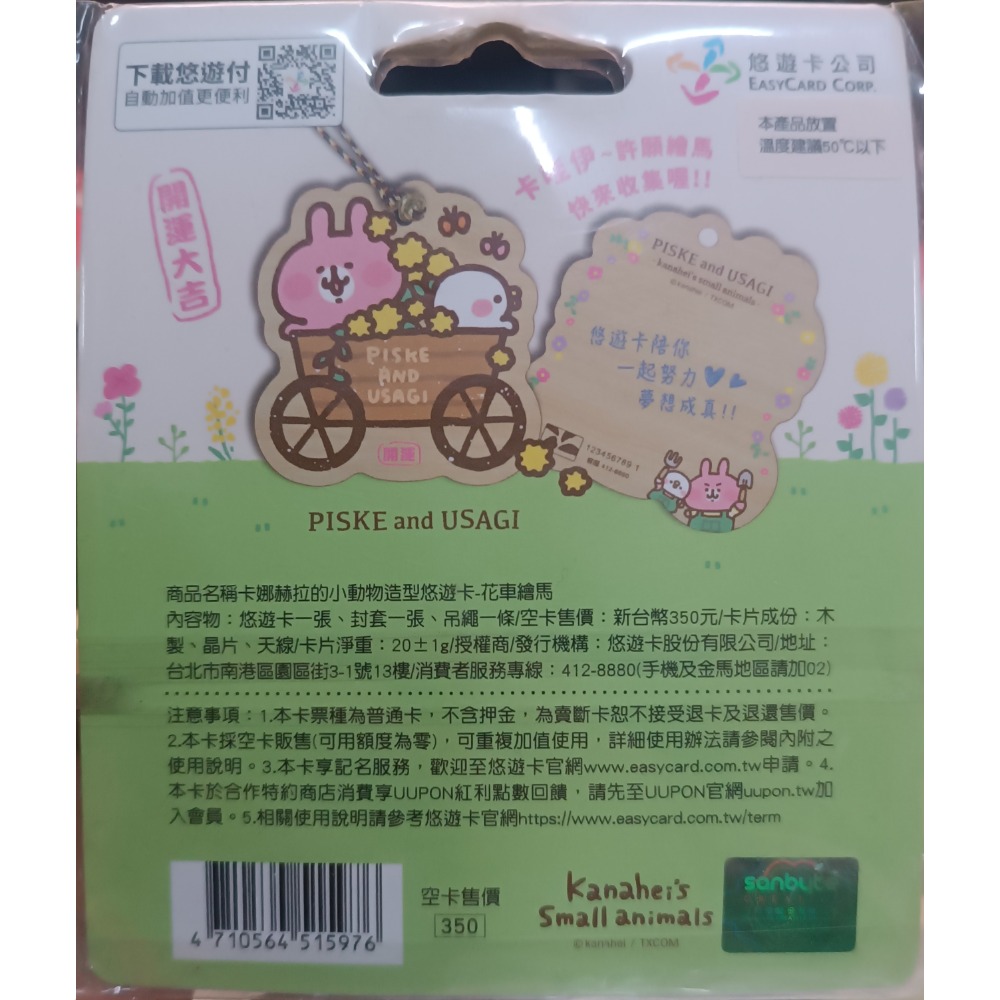 下載悠遊付
自動加值更便利
悠遊卡公司
EASYCARD CORP.
本產品放置
溫度建議50℃以下
開運大吉
許願繪馬
快來收集喔!!
PISKE
AND
USAGI
開運
PISKE and USAGI
kanahei's small animals
©kanahei / TXCOM
悠遊卡陪你
一起努力
夢想成真!!
123456789 1
PISKE and USAGI
商品名稱卡娜赫拉的小動物造型悠遊卡-花車繪馬
內容物：悠遊卡一張、封套一張、吊繩一條/空卡售價：新台幣350元/卡片成份：木
製、晶片、天線/卡片淨重：20±1g/授權商/發行機構：悠遊卡股份有限公司/地址：
台北市南港區園區街3-1號13樓/消費者服務專線：412-8880(手機及金馬地區請加02)
注意事項：1.本卡票種為普通卡，不含押金，為賣斷卡恕不接受退卡及退還售價。
2.本卡採空卡販售(可用額度為零)，可重複加值使用，詳細使用辦法請參閱內附之
使用說明。3.本卡享記名服務，歡迎至悠遊卡官網www.easycard.com.tw申請。4.
本卡於合作特約商店消費享UUPON紅利點數回饋，請先至UUPON官網uupon.tw加
入會員。5.相關使用說明請參考悠遊卡官網https://www.easycard.com.tw/term
4 710564 515976
空卡售價
350
Kanahei's
Small animals
©kanahei / TXCOM